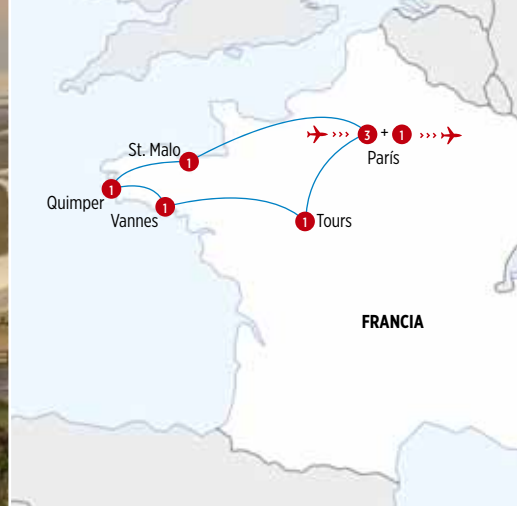 3 + 1
París
St. Malo
1
1
Quimper
1
Vannes
1
Tours
FRANCIA